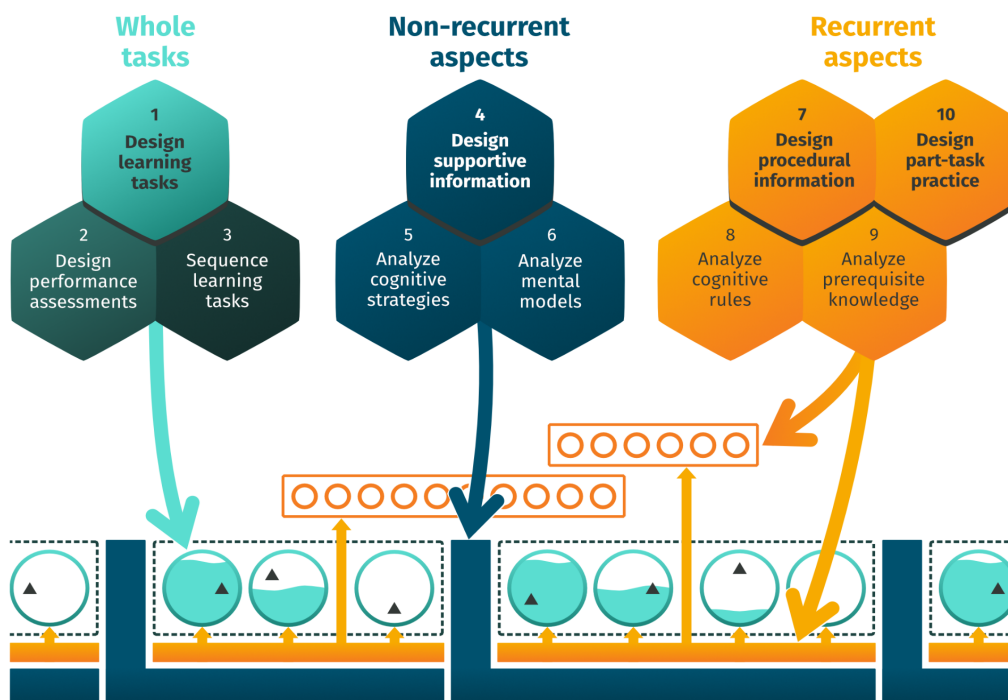 Whole
tasks
Non-recurrent
aspects
Recurrent
aspects
1
Design
learning
tasks
2
Design
performance
assessments
3
Sequence
learning
tasks
4
Design
supportive
information
5
Analyze
cognitive
strategies
6
Analyze
mental
models
7
Design
procedural
information
10
Design
part-task
practice
8
Analyze
cognitive
rules
9
Analyze
prerequisite
knowledge